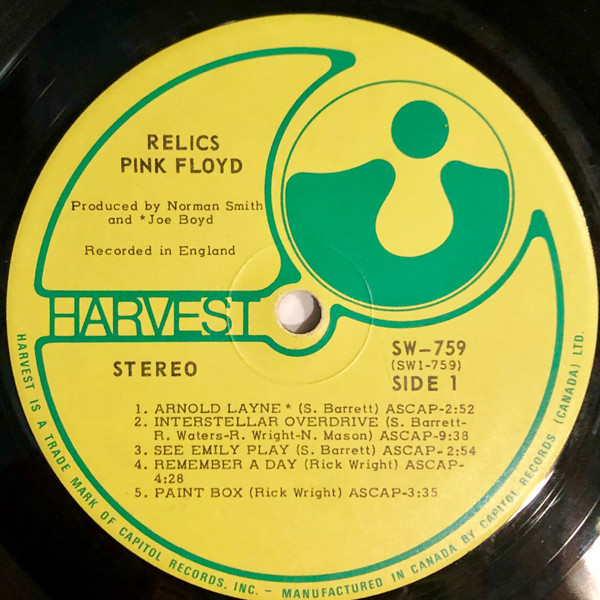 RELICS
PINK FLOYD
Produced by Norman Smith
and *Joe Boyd
Recorded in England
HARVEST
STEREO
SW-759
(SW1-759)
SIDE 1
1. ARNOLD LAYNE * (S. Barrett) ASCAP-2:52
2. INTERSTELLAR OVERDRIVE (S. Barrett-
R. Waters-R. Wright-N. Mason) ASCAP-9:38
3. SEE EMILY PLAY (S. Barrett) ASCAP - 2:54
4. REMEMBER A DAY (Rick Wright) ASCAP-
4:28
5. PAINT BOX (Rick Wright) ASCAP-3:35
HARVEST IS A TRADE MARK OF CAPITOL RECORDS, INC. – MANUFACTURED IN CANADA BY CAPITOL RECORDS (CANADA) LTD.